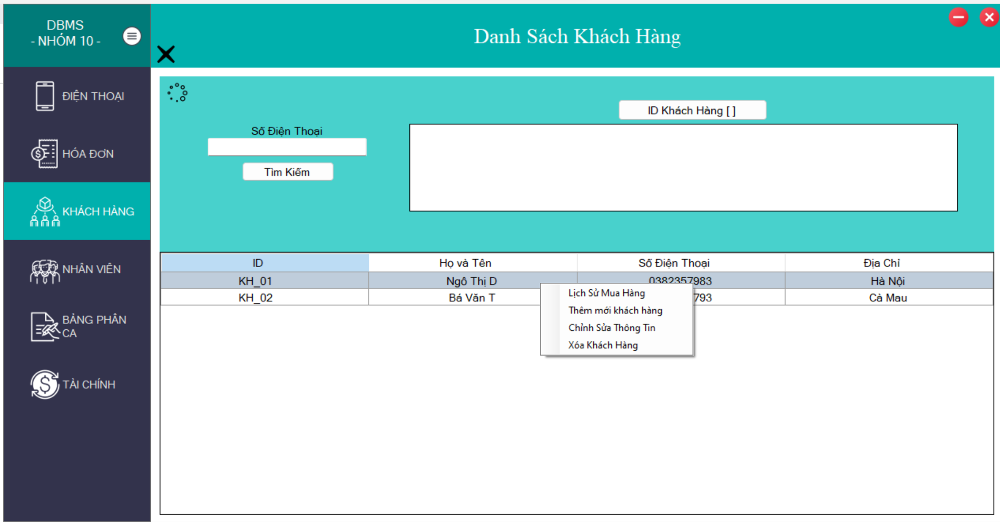 DBMS
- NHÓM 10 -
Danh Sách Khách Hàng
ĐIỆN THOẠI
HÓA ĐƠN
KHÁCH HÀNG
NHÂN VIÊN
BẢNG PHÂN
CA
TÀI CHÍNH
ID Khách Hàng [ ]
Số Điện Thoại
Tìm Kiếm
ID Họ và Tên Số Điện Thoại Địa Chỉ
KH_01 Ngô Thị D 0382357983 Hà Nội
KH_02 Bá Văn T 793 Cà Mau
Lịch Sử Mua Hàng
Thêm mới khách hàng
Chỉnh Sửa Thông Tin
Xóa Khách Hàng